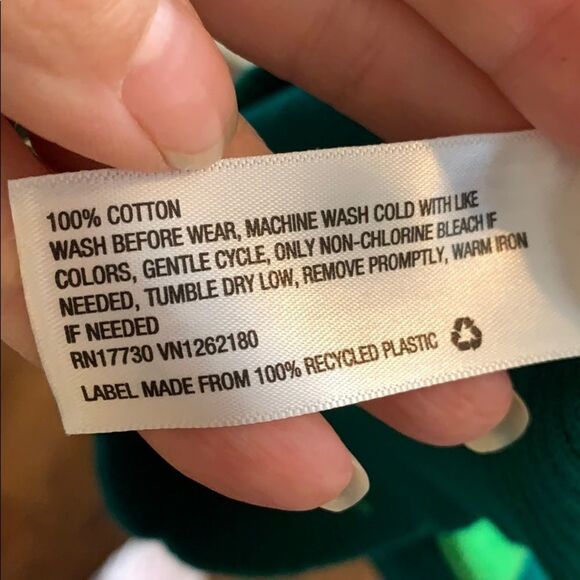 100% COTTON
WASH BEFORE WEAR, MACHINE WASH COLD WITH LIKE
COLORS, GENTLE CYCLE, ONLY NON-CHLORINE BLEACH IF
NEEDED, TUMBLE DRY LOW, REMOVE PROMPTLY, WARM IRON
IF NEEDED
RN17730 VN1262180
LABEL MADE FROM 100% RECYCLED PLASTIC